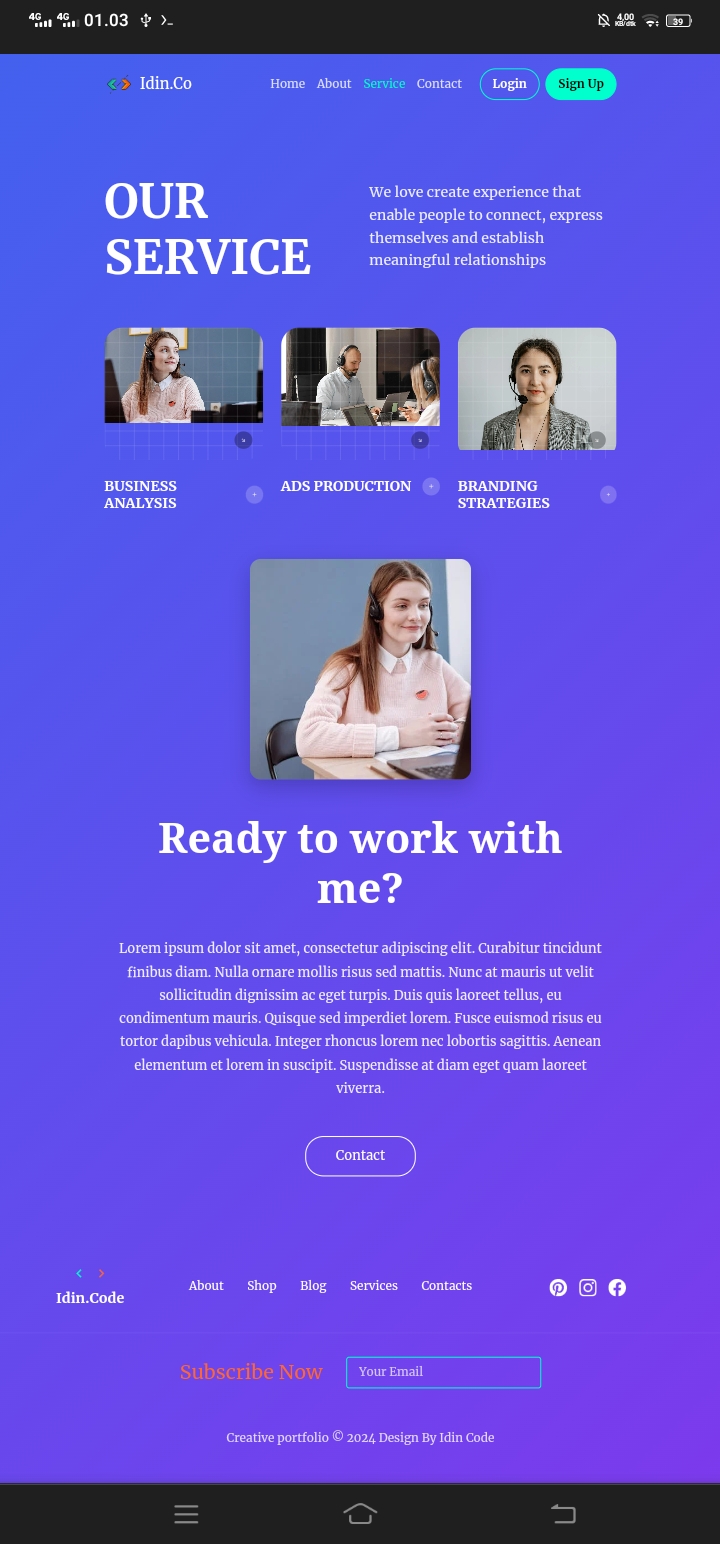 4G 4G 01.03 4,00 KB/dtk 39
Idin.Co Home About Service Contact Login Sign Up
OUR
SERVICE
We love create experience that
enable people to connect, express
themselves and establish
meaningful relationships
BUSINESS
ANALYSIS
ADS PRODUCTION
BRANDING
STRATEGIES
Ready to work with
me?
Lorem ipsum dolor sit amet, consectetur adipiscing elit. Curabitur tincidunt
finibus diam. Nulla ornare mollis risus sed mattis. Nunc at mauris ut velit
sollicitudin dignissim ac eget turpis. Duis quis laoreet tellus, eu
condimentum mauris. Quisque sed imperdiet lorem. Fusce euismod risus eu
tortor dapibus vehicula. Integer rhoncus lorem nec lobortis sagittis. Aenean
elementum et lorem in suscipit. Suspendisse at diam eget quam laoreet
viverra.
Contact
Idin.Code
About Shop Blog Services Contacts
Subscribe Now Your Email
Creative portfolio © 2024 Design By Idin Code